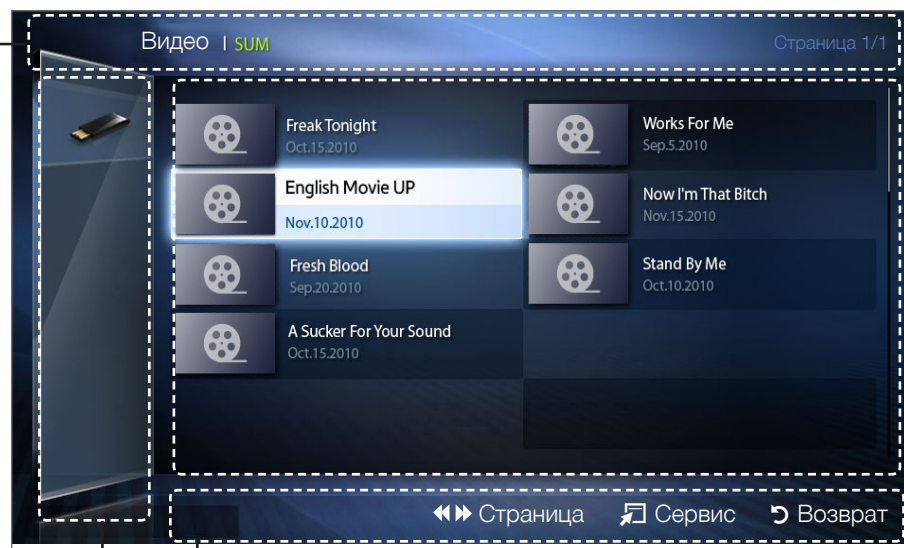 Видео | SUM
Страница 1/1
Freak Tonight
Oct.15.2010
Works For Me
Sep.5.2010
English Movie UP
Nov.10.2010
Now I'm That Bitch
Nov.15.2010
Fresh Blood
Sep.20.2010
Stand By Me
Oct.10.2010
A Sucker For Your Sound
Oct.15.2010
Страница Сервис Возврат